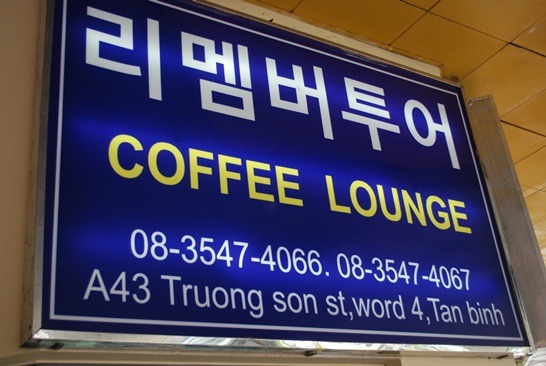 리멤버투어
COFFEE LOUNGE
08-3547-4066. 08-3547-4067
A43 Truong son st,word 4,Tan binh